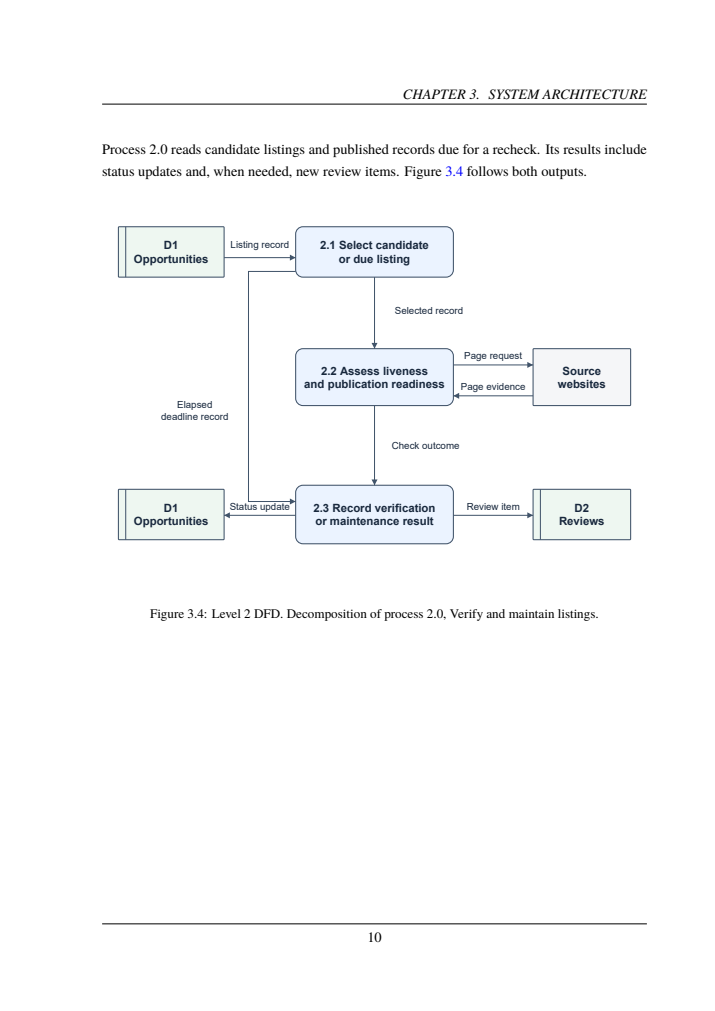 CHAPTER 3. SYSTEM ARCHITECTURE
Process 2.0 reads candidate listings and published records due for a recheck. Its results include
status updates and, when needed, new review items. Figure 3.4 follows both outputs.
D1
Opportunities
Listing record
2.1 Select candidate
or due listing
Selected record
2.2 Assess liveness
and publication readiness
Page request
Page evidence
Source
websites
Elapsed
deadline record
Check outcome
D1
Opportunities
Status update
2.3 Record verification
or maintenance result
Review item
D2
Reviews
Figure 3.4: Level 2 DFD. Decomposition of process 2.0, Verify and maintain listings.
10